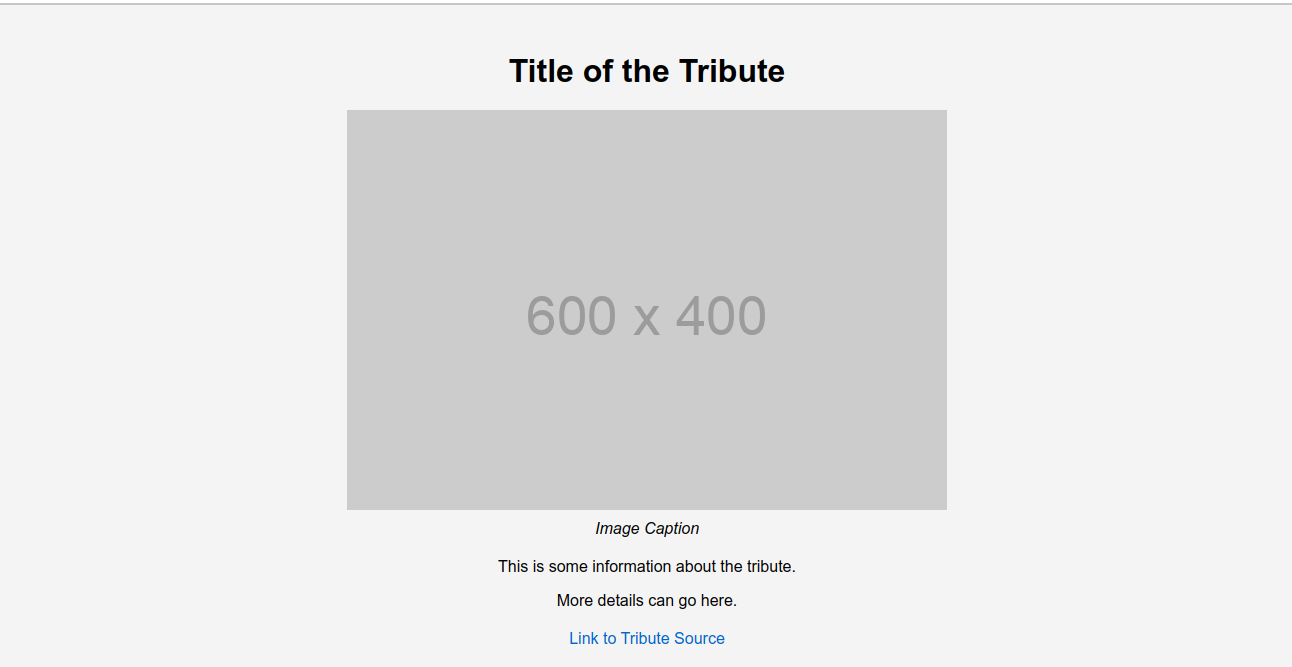 Title of the Tribute
600 x 400
Image Caption
This is some information about the tribute.
More details can go here.
Link to Tribute Source